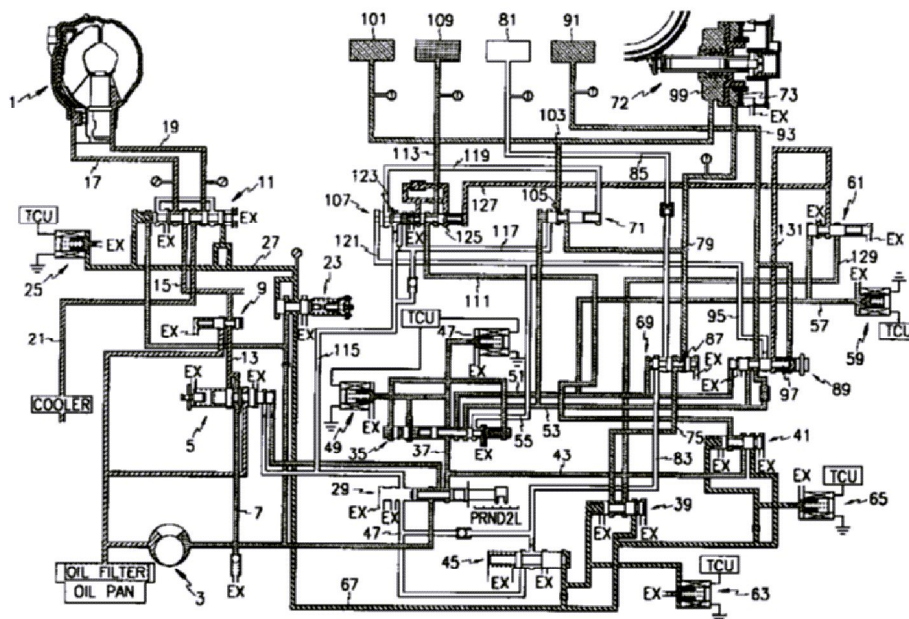 101 109 81 91
1 72 99 73
EX
19 103 93
17 113 119 85
11 123 105 127 61
TCU EX 107 EX 125 71 EX
EX 27 121 117 79 131
25 15 23 111 129
9 EX
21 EX TCU 47 95 57 59
EX 69 87 TCU
13 115 EX 51 EX EX
EX EX 97 89
COOLER 49 EX 53 75 41
5 35 37 55 83
EX 43 EX EX
29 TCU
7 EX EX PRND2L EX 39 65
47 EX
45
OIL FILTER EX EX EX TCU
OIL PAN 3 67 EX 63